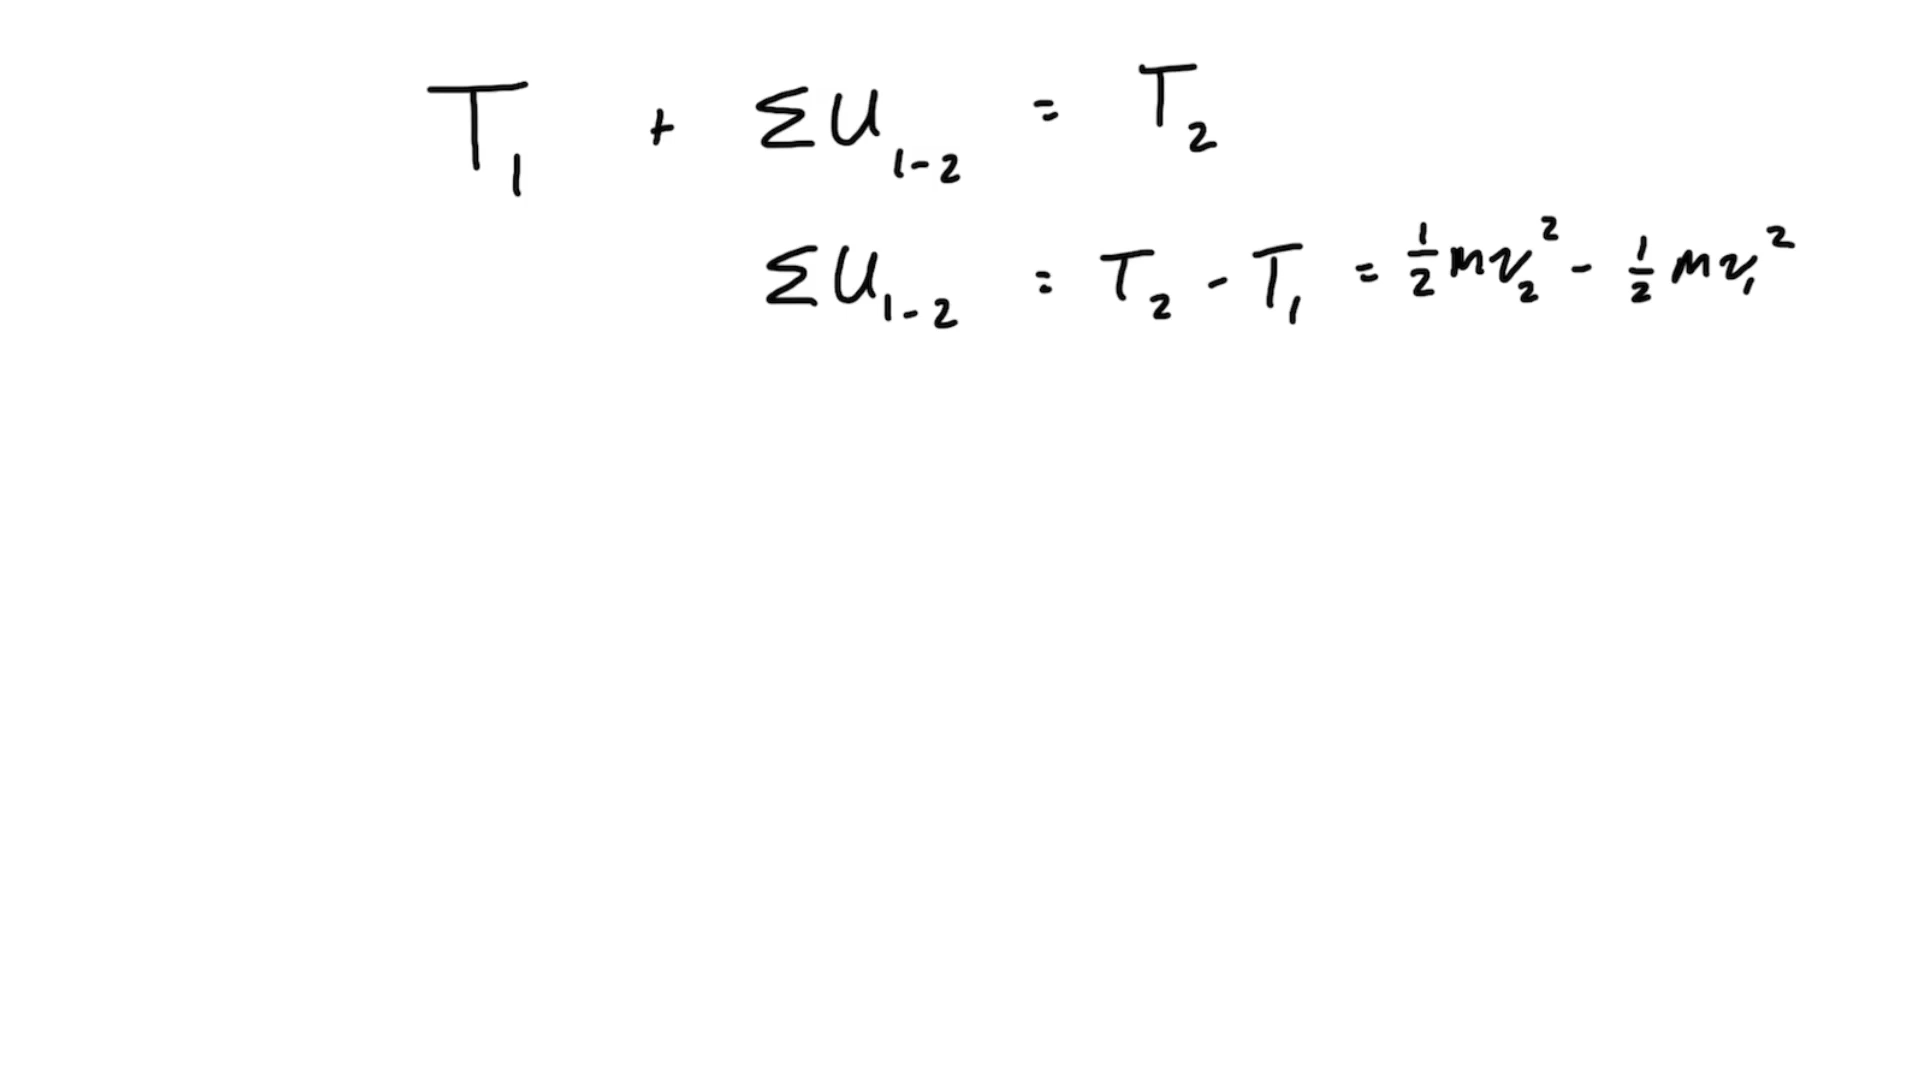 T₁ + ΣU₁₋₂ = T₂
ΣU₁₋₂ = T₂ - T₁ = ½mv₂² - ½mv₁²